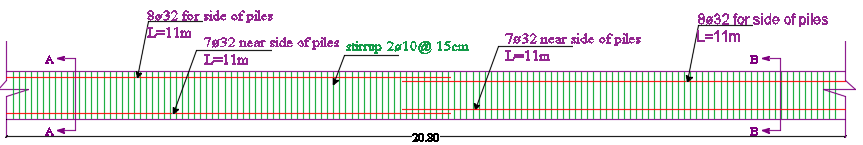 8ø32 for side of piles
L=11m
7ø32 near side of piles
L=11m
stirrup 2ø10@ 15cm
7ø32 near side of piles
L=11m
8ø32 for side of piles
L=11m
A
B
A
B
20.80